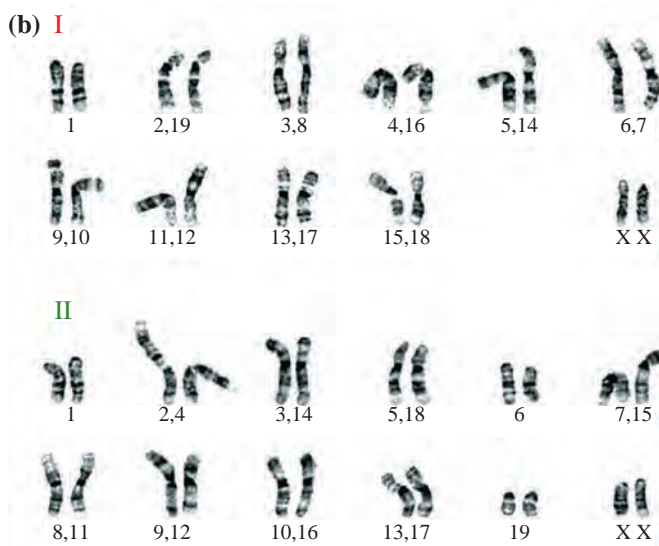 (b) I
1 2,19 3,8 4,16 5,14 6,7
9,10 11,12 13,17 15,18 X X
II
1 2,4 3,14 5,18 6 7,15
8,11 9,12 10,16 13,17 19 X X